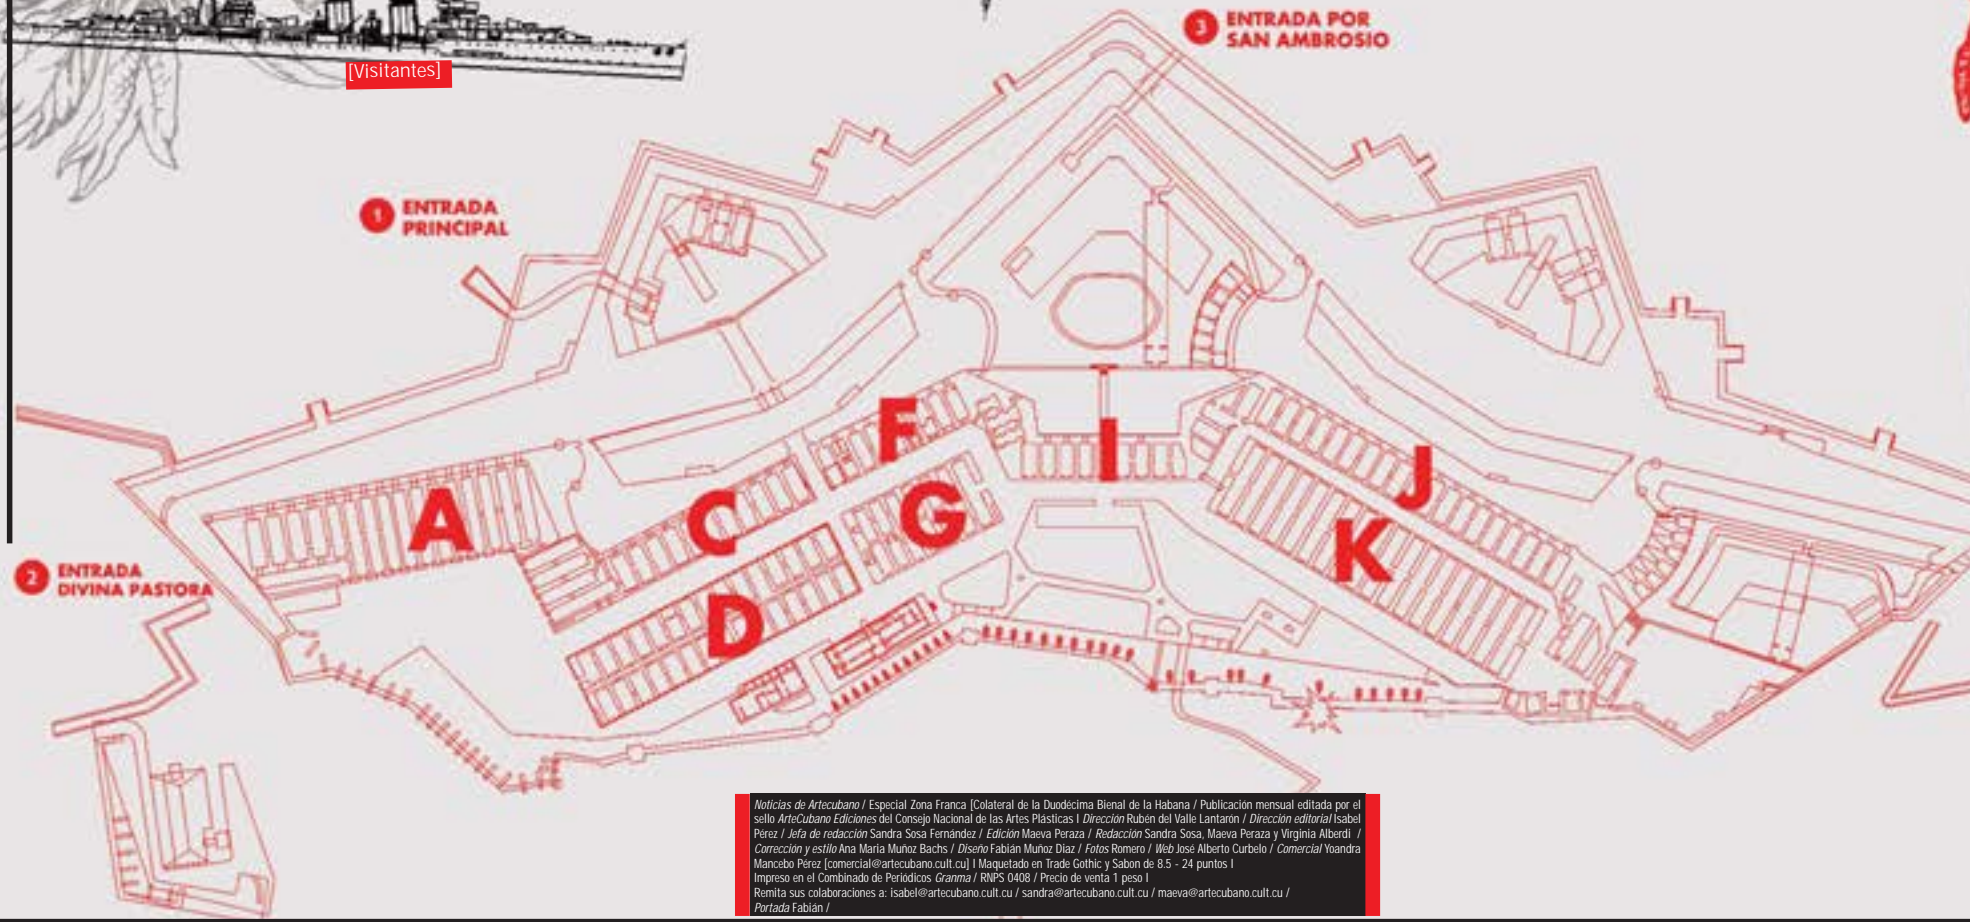 3 ENTRADA POR
SAN AMBROSIO
[Visitantes]
1 ENTRADA
PRINCIPAL
F
I
J
A
C
G
K
2 ENTRADA
DIVINA PASTORA
D
Noticias de Artecubano / Especial Zona Franca [Colateral de la Duodécima Bienal de la Habana / Publicación mensual editada por el
sello ArteCubano Ediciones del Consejo Nacional de las Artes Plásticas I Dirección Rubén del Valle Lantarón / Dirección editorial Isabel
Pérez / Jefa de redacción Sandra Sosa Fernández / Edición Maeva Peraza / Redacción Sandra Sosa, Maeva Peraza y Virginia Alberdi /
Corrección y estilo Ana Maria Muñoz Bachs / Diseño Fabián Muñoz Díaz / Fotos Romero / Web José Alberto Curbelo / Comercial Yoandra
Mancebo Pérez [comercial@artecubano.cult.cu] I Maquetado en Trade Gothic y Sabon de 8.5 - 24 puntos I
Impreso en el Combinado de Periódicos Granma / RNPS 0408 / Precio de venta 1 peso I
Remita sus colaboraciones a: isabel@artecubano.cult.cu / sandra@artecubano.cult.cu / maeva@artecubano.cult.cu /
Portada Fabián /